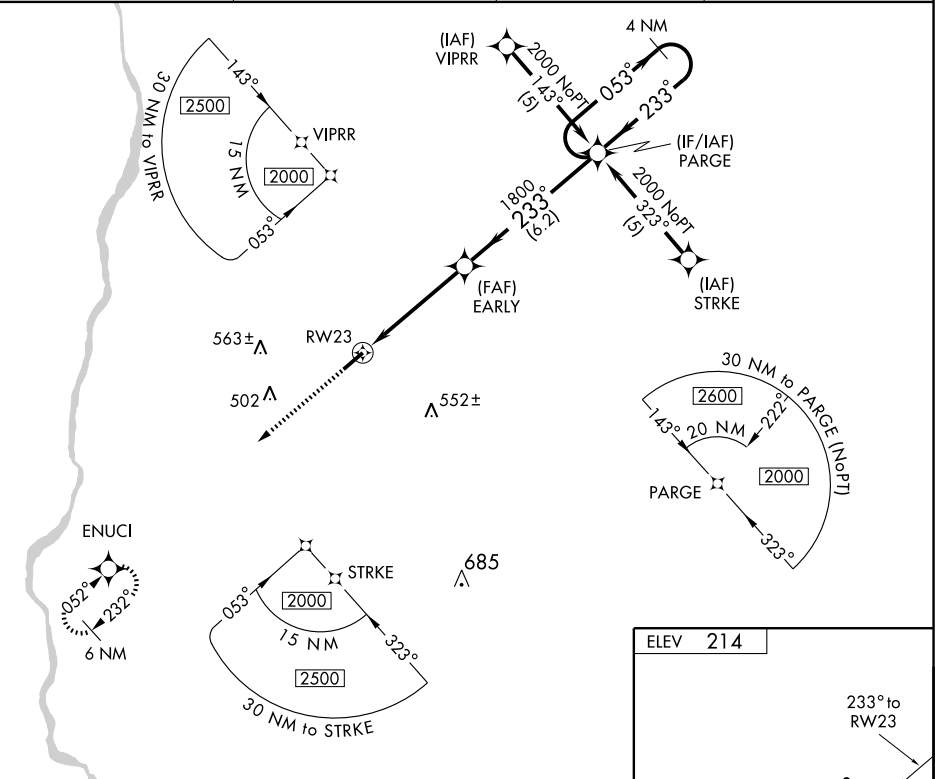 4 NM
(IAF)
VIPRR
2000 NoPT
143°
(5)
053°
233°
(IF/IAF)
PARGE
2000 NoPT
323°
(5)
(IAF)
STRKE
1800
233°
(6.2)
(FAF)
EARLY
RW23
563±
502
552±
685
143°
30 NM to VIPRR
2500
15 NM
2000
VIPRR
053°
30 NM to PARGE (NoPT)
2600
222°
143°
20 NM
2000
PARGE
323°
ENUCI
052°
232°
6 NM
STRKE
053°
2000
15 NM
323°
2500
30 NM to STRKE
ELEV 214
233° to
RW23